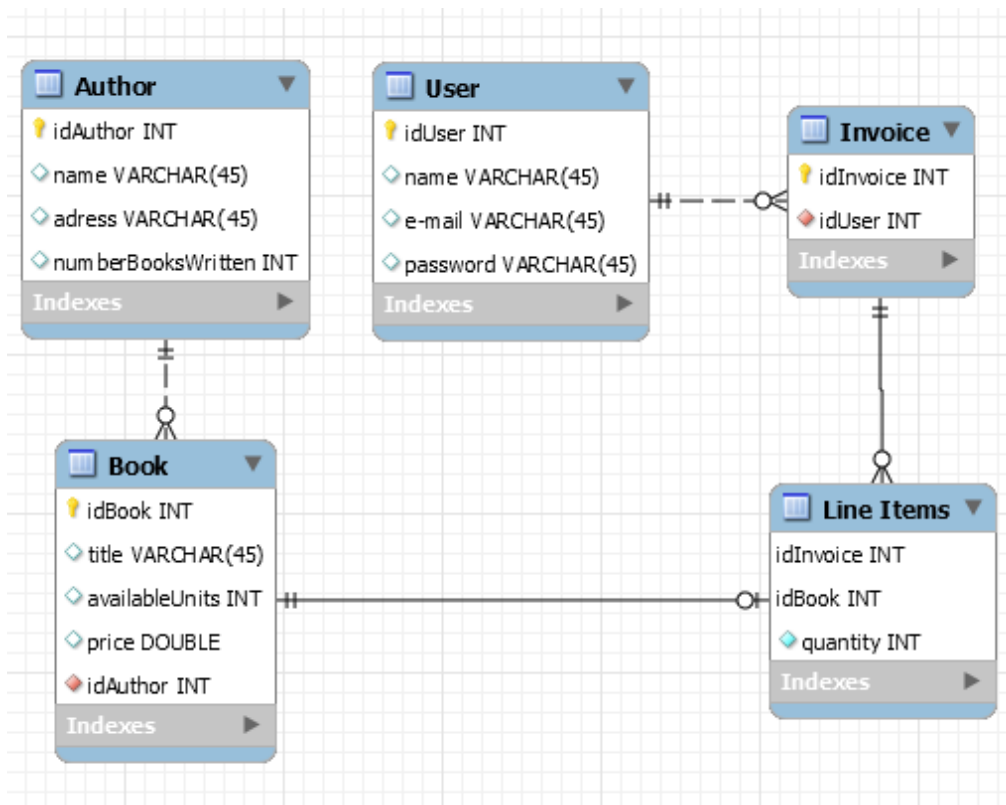 Author
idAuthor INT
name VARCHAR(45)
adress VARCHAR(45)
numberBooksWritten INT
Indexes
User
idUser INT
name VARCHAR(45)
e-mail VARCHAR(45)
password VARCHAR(45)
Indexes
Invoice
idInvoice INT
idUser INT
Indexes
Book
idBook INT
title VARCHAR(45)
availableUnits INT
price DOUBLE
idAuthor INT
Indexes
Line Items
idInvoice INT
idBook INT
quantity INT
Indexes